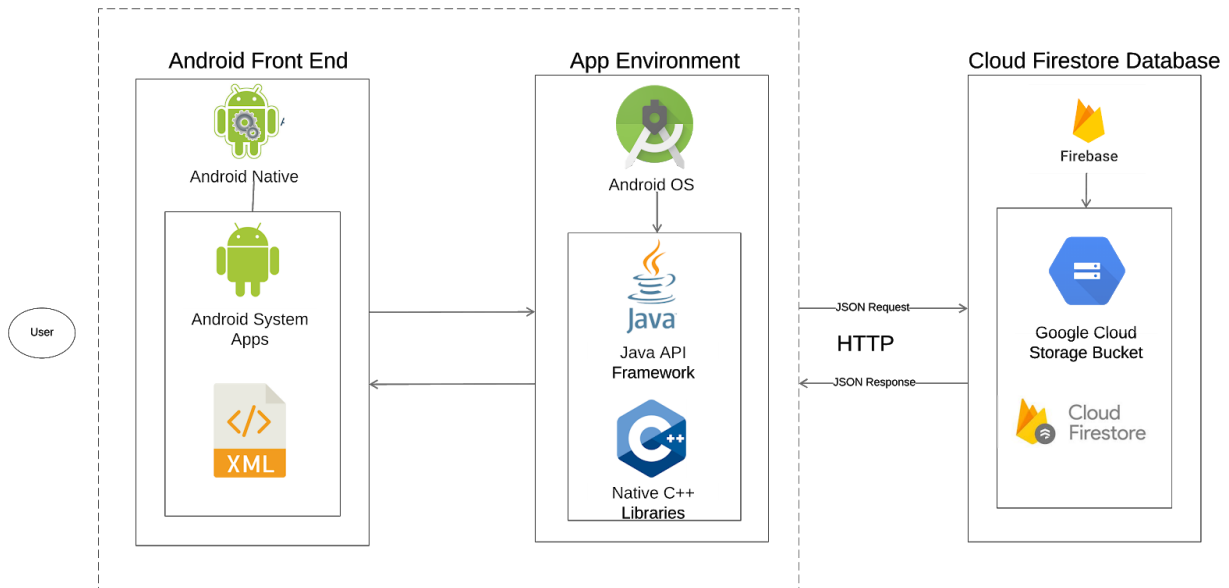 Android Front End
App Environment
Cloud Firestore Database
Android Native
Android System
Apps
</>
XML
User
Android OS
Java
Java API
Framework
C++
Native C++
Libraries
JSON Request
HTTP
JSON Response
Firebase
Google Cloud
Storage Bucket
Cloud
Firestore